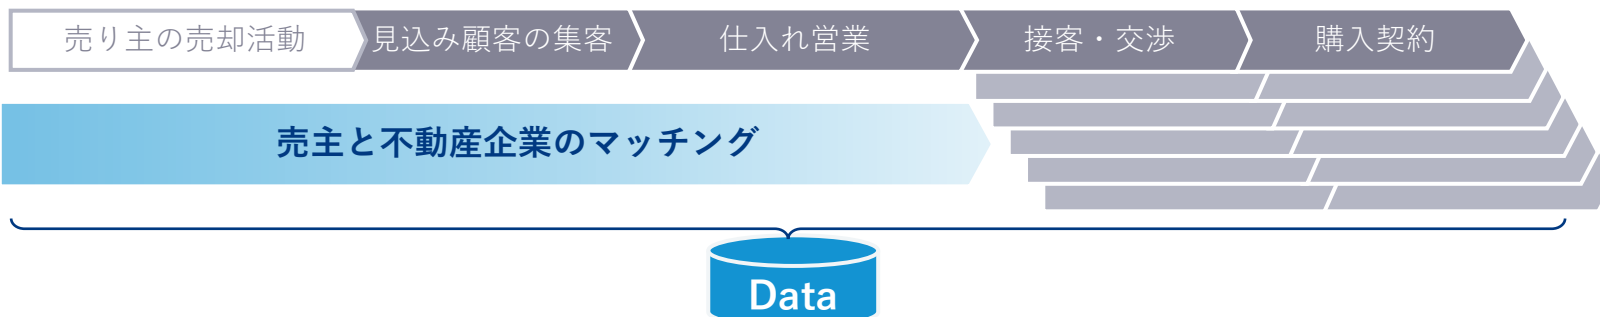 売り主の売却活動
見込み顧客の集客
仕入れ営業
接客・交渉
購入契約
売主と不動産企業のマッチング
Data